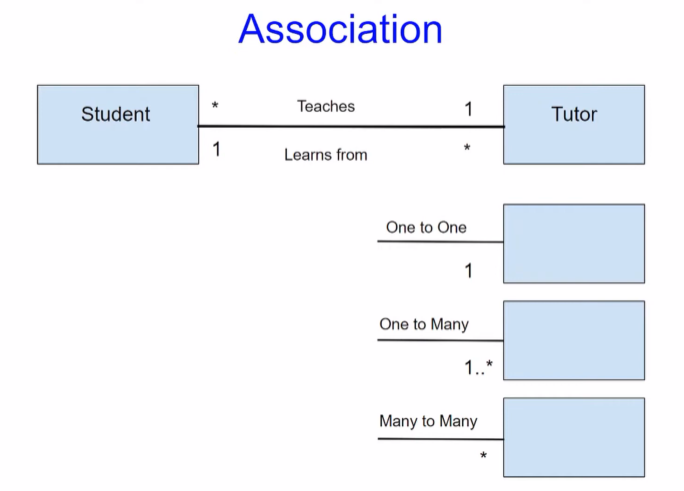 Association
Student
* Teaches 1
Tutor
1 Learns from *
One to One
1
One to Many
1..*
Many to Many
*